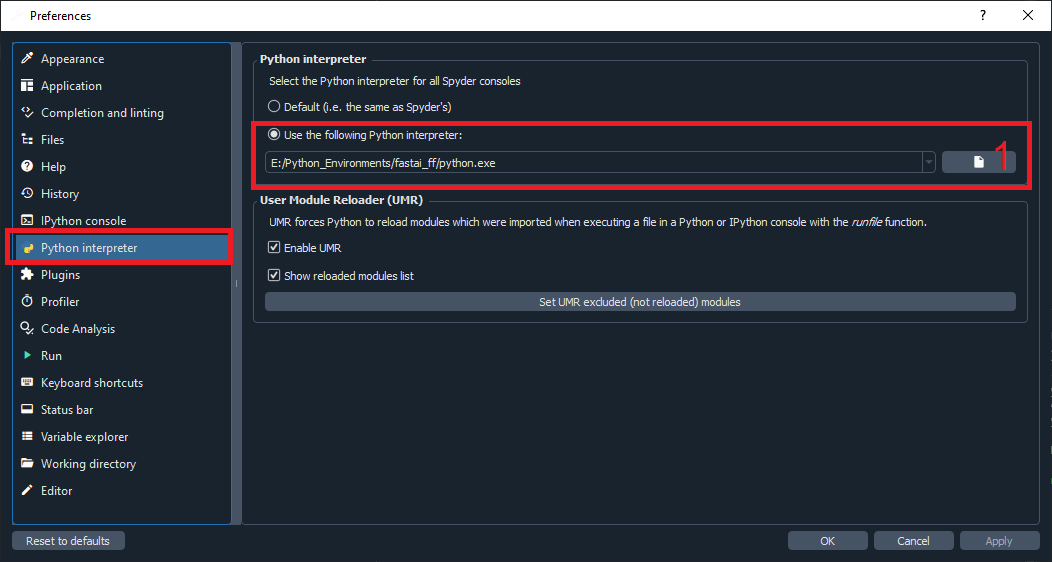 Preferences
?
Appearance
Application
Completion and linting
Files
Help
History
IPython console
Python interpreter
Plugins
Profiler
Code Analysis
Run
Keyboard shortcuts
Status bar
Variable explorer
Working directory
Editor
Python interpreter
Select the Python interpreter for all Spyder consoles
Default (i.e. the same as Spyder's)
Use the following Python interpreter:
E:/Python_Environments/fastai_ff/python.exe
1
User Module Reloader (UMR)
UMR forces Python to reload modules which were imported when executing a file in a Python or IPython console with the runfile function.
Enable UMR
Show reloaded modules list
Set UMR excluded (not reloaded) modules
Reset to defaults
OK
Cancel
Apply